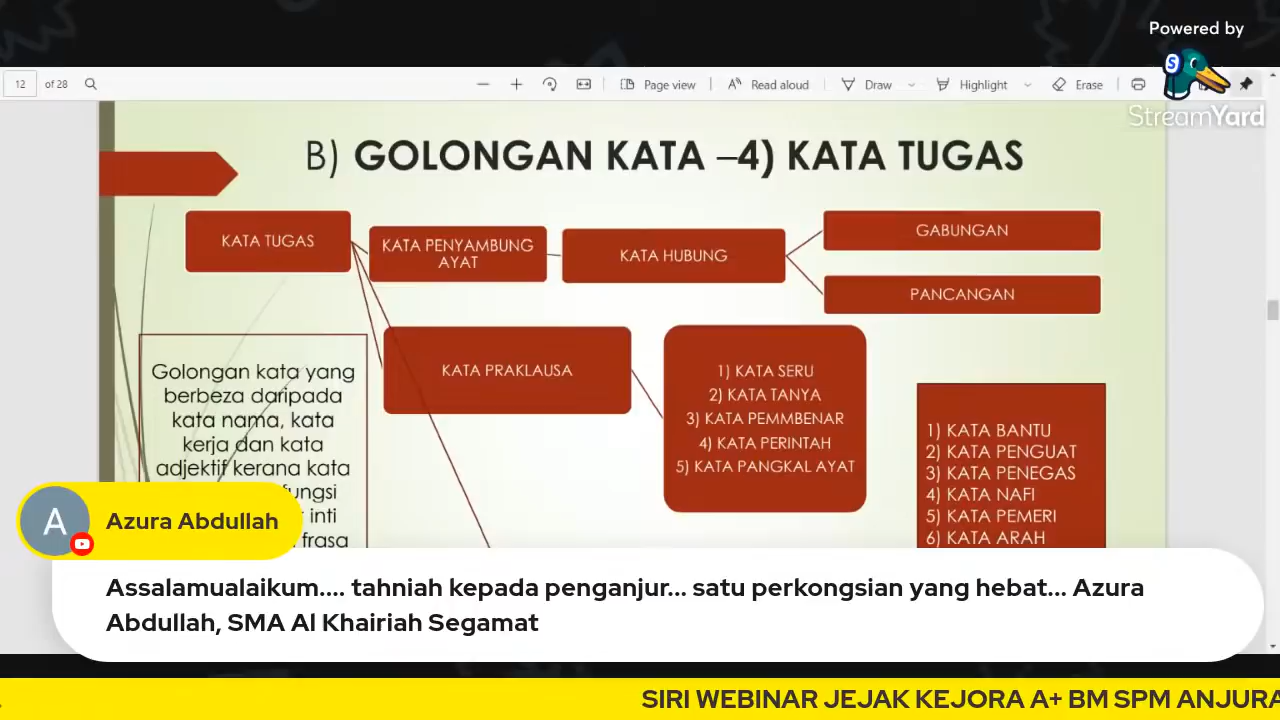 Powered by
StreamYard
12 of 28
Page view
Read aloud
Draw
Highlight
Erase
B) GOLONGAN KATA –4) KATA TUGAS
KATA TUGAS
KATA PENYAMBUNG
AYAT
KATA HUBUNG
GABUNGAN
PANCANGAN
KATA PRAKLAUSA
1) KATA SERU
2) KATA TANYA
3) KATA PEMMBENAR
4) KATA PERINTAH
5) KATA PANGKAL AYAT
1) KATA BANTU
2) KATA PENGUAT
3) KATA PENEGAS
4) KATA NAFI
5) KATA PEMERI
6) KATA ARAH
Golongan kata yang
berbeza daripada
kata nama, kata
kerja dan kata
adjektif kerana kata
fungsi
inti
frasa
A
Azura Abdullah
Assalamualaikum.... tahniah kepada penganjur... satu perkongsian yang hebat... Azura
Abdullah, SMA Al Khairiah Segamat
SIRI WEBINAR JEJAK KEJORA A+ BM SPM ANJURA